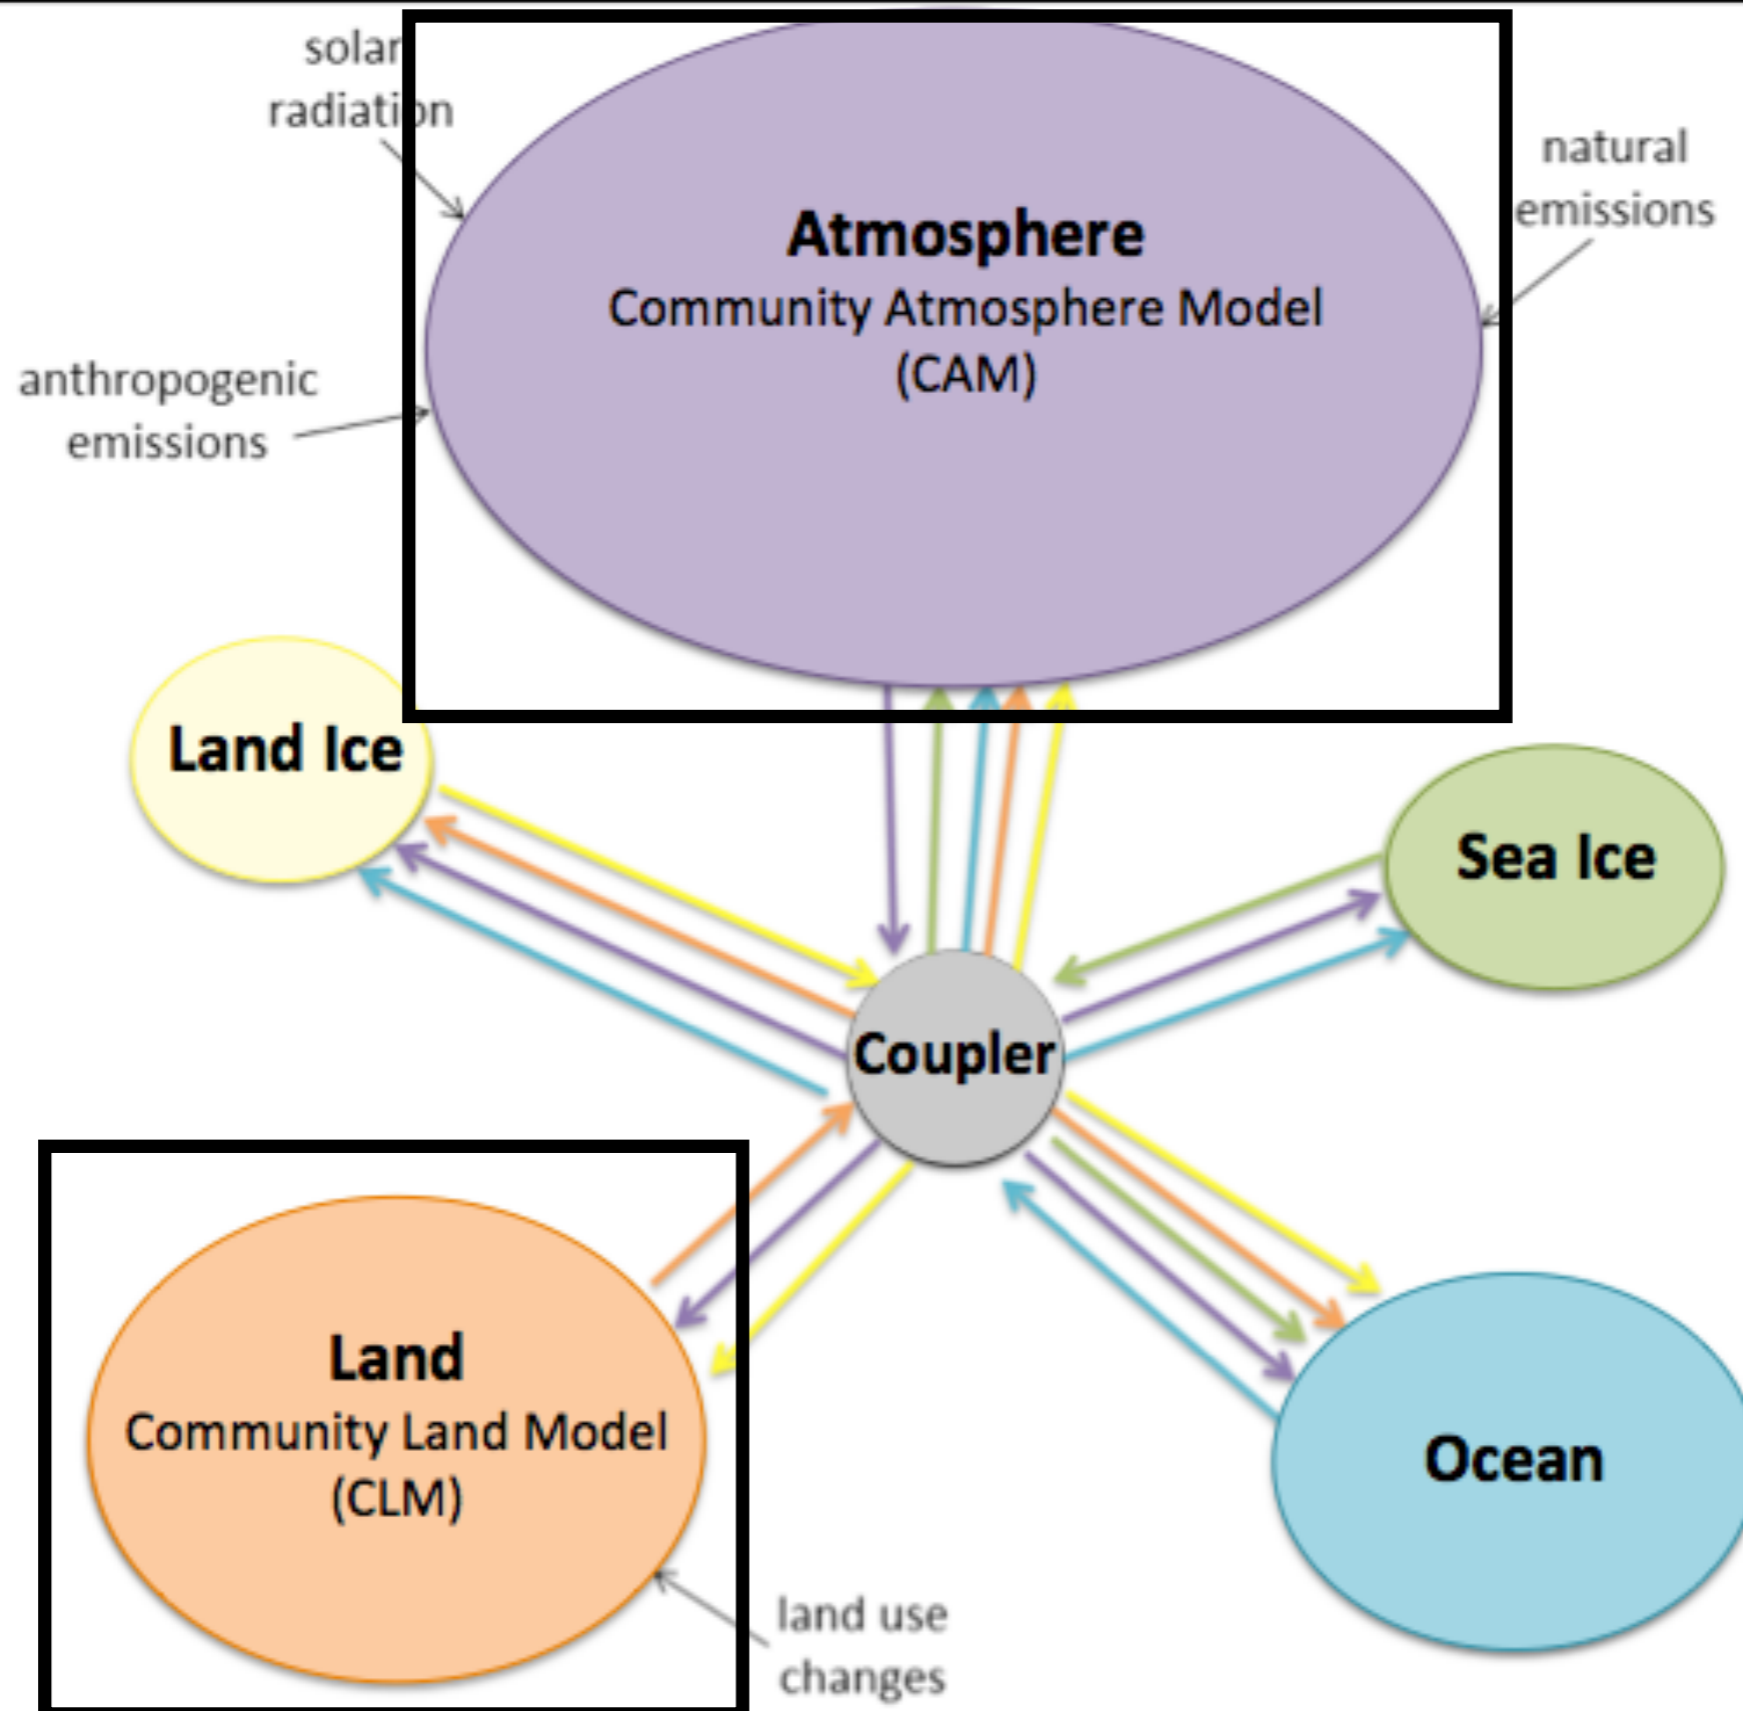 solar
radiation
natural
emissions
Atmosphere
Community Atmosphere Model
(CAM)
anthropogenic
emissions
Land Ice
Sea Ice
Coupler
Land
Community Land Model
(CLM)
Ocean
land use
changes